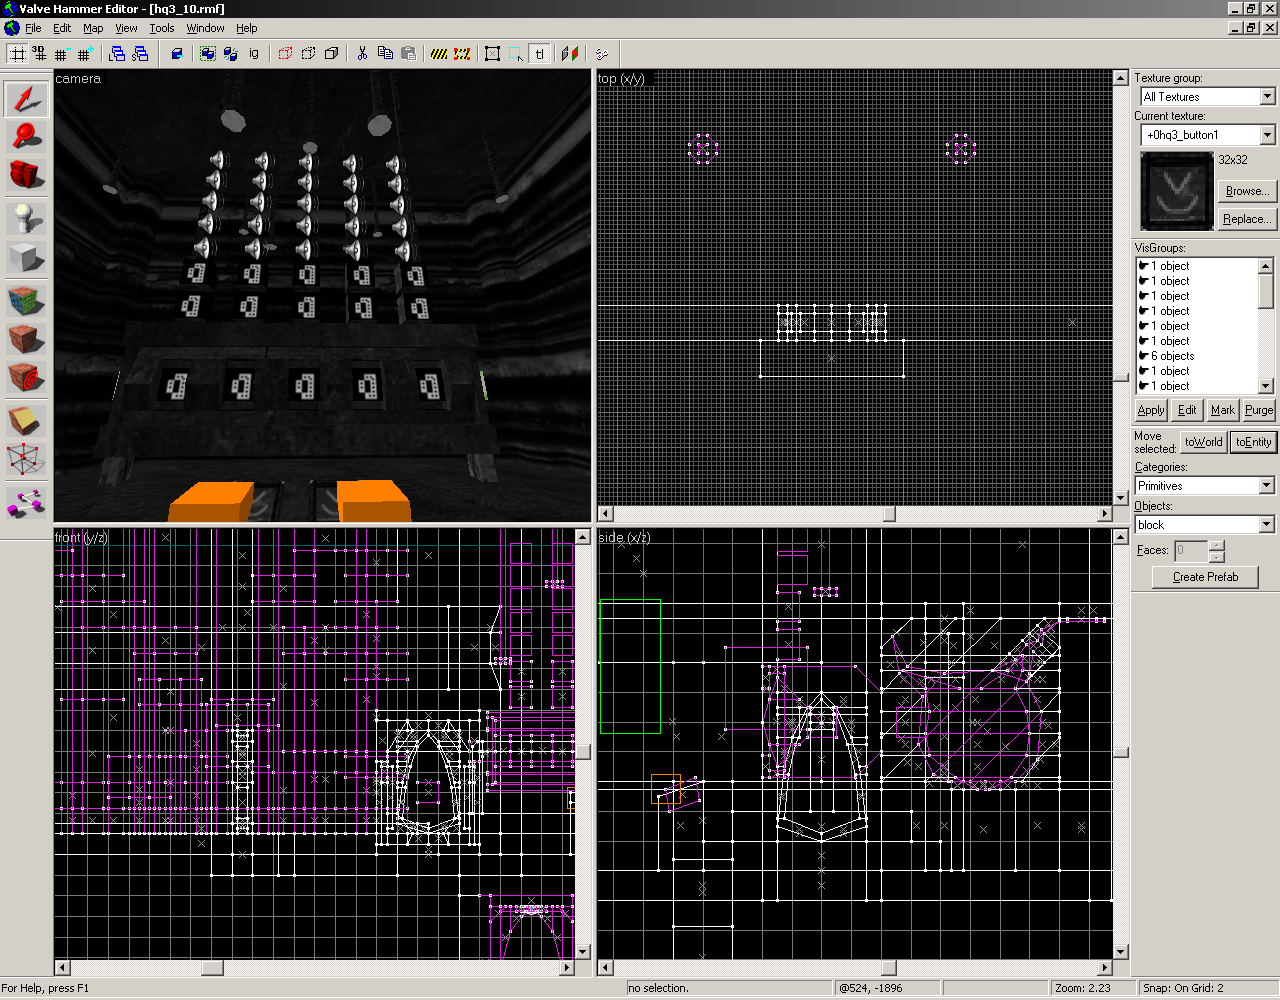 Valve Hammer Editor - [hq3_10.rmf]
File Edit Map View Tools Window Help
3D
ig
tl
camera
top (x/y)
front (y/z)
side (x/z)
Texture group:
All Textures
Current texture:
+0hq3_button1
32x32
Browse...
Replace...
VisGroups:
1 object
1 object
1 object
1 object
1 object
1 object
6 objects
1 object
1 object
Apply Edit Mark Purge
Move selected: toWorld toEntity
Categories:
Primitives
Objects:
block
Faces: 0
Create Prefab
For Help, press F1
no selection.
@524, -1896
Zoom: 2.23
Snap: On Grid: 2